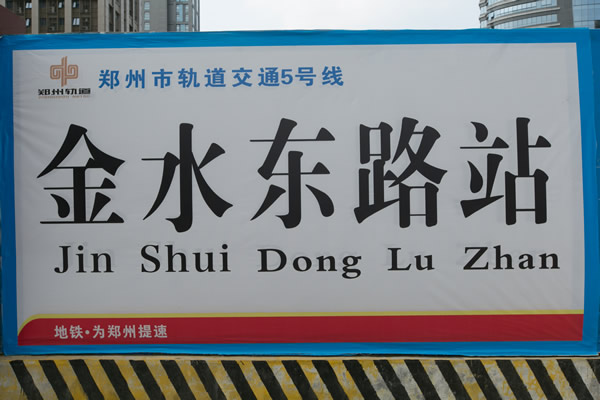 郑州轨道
郑州市轨道交通5号线
金水东路站
Jin Shui Dong Lu Zhan
地铁·为郑州提速